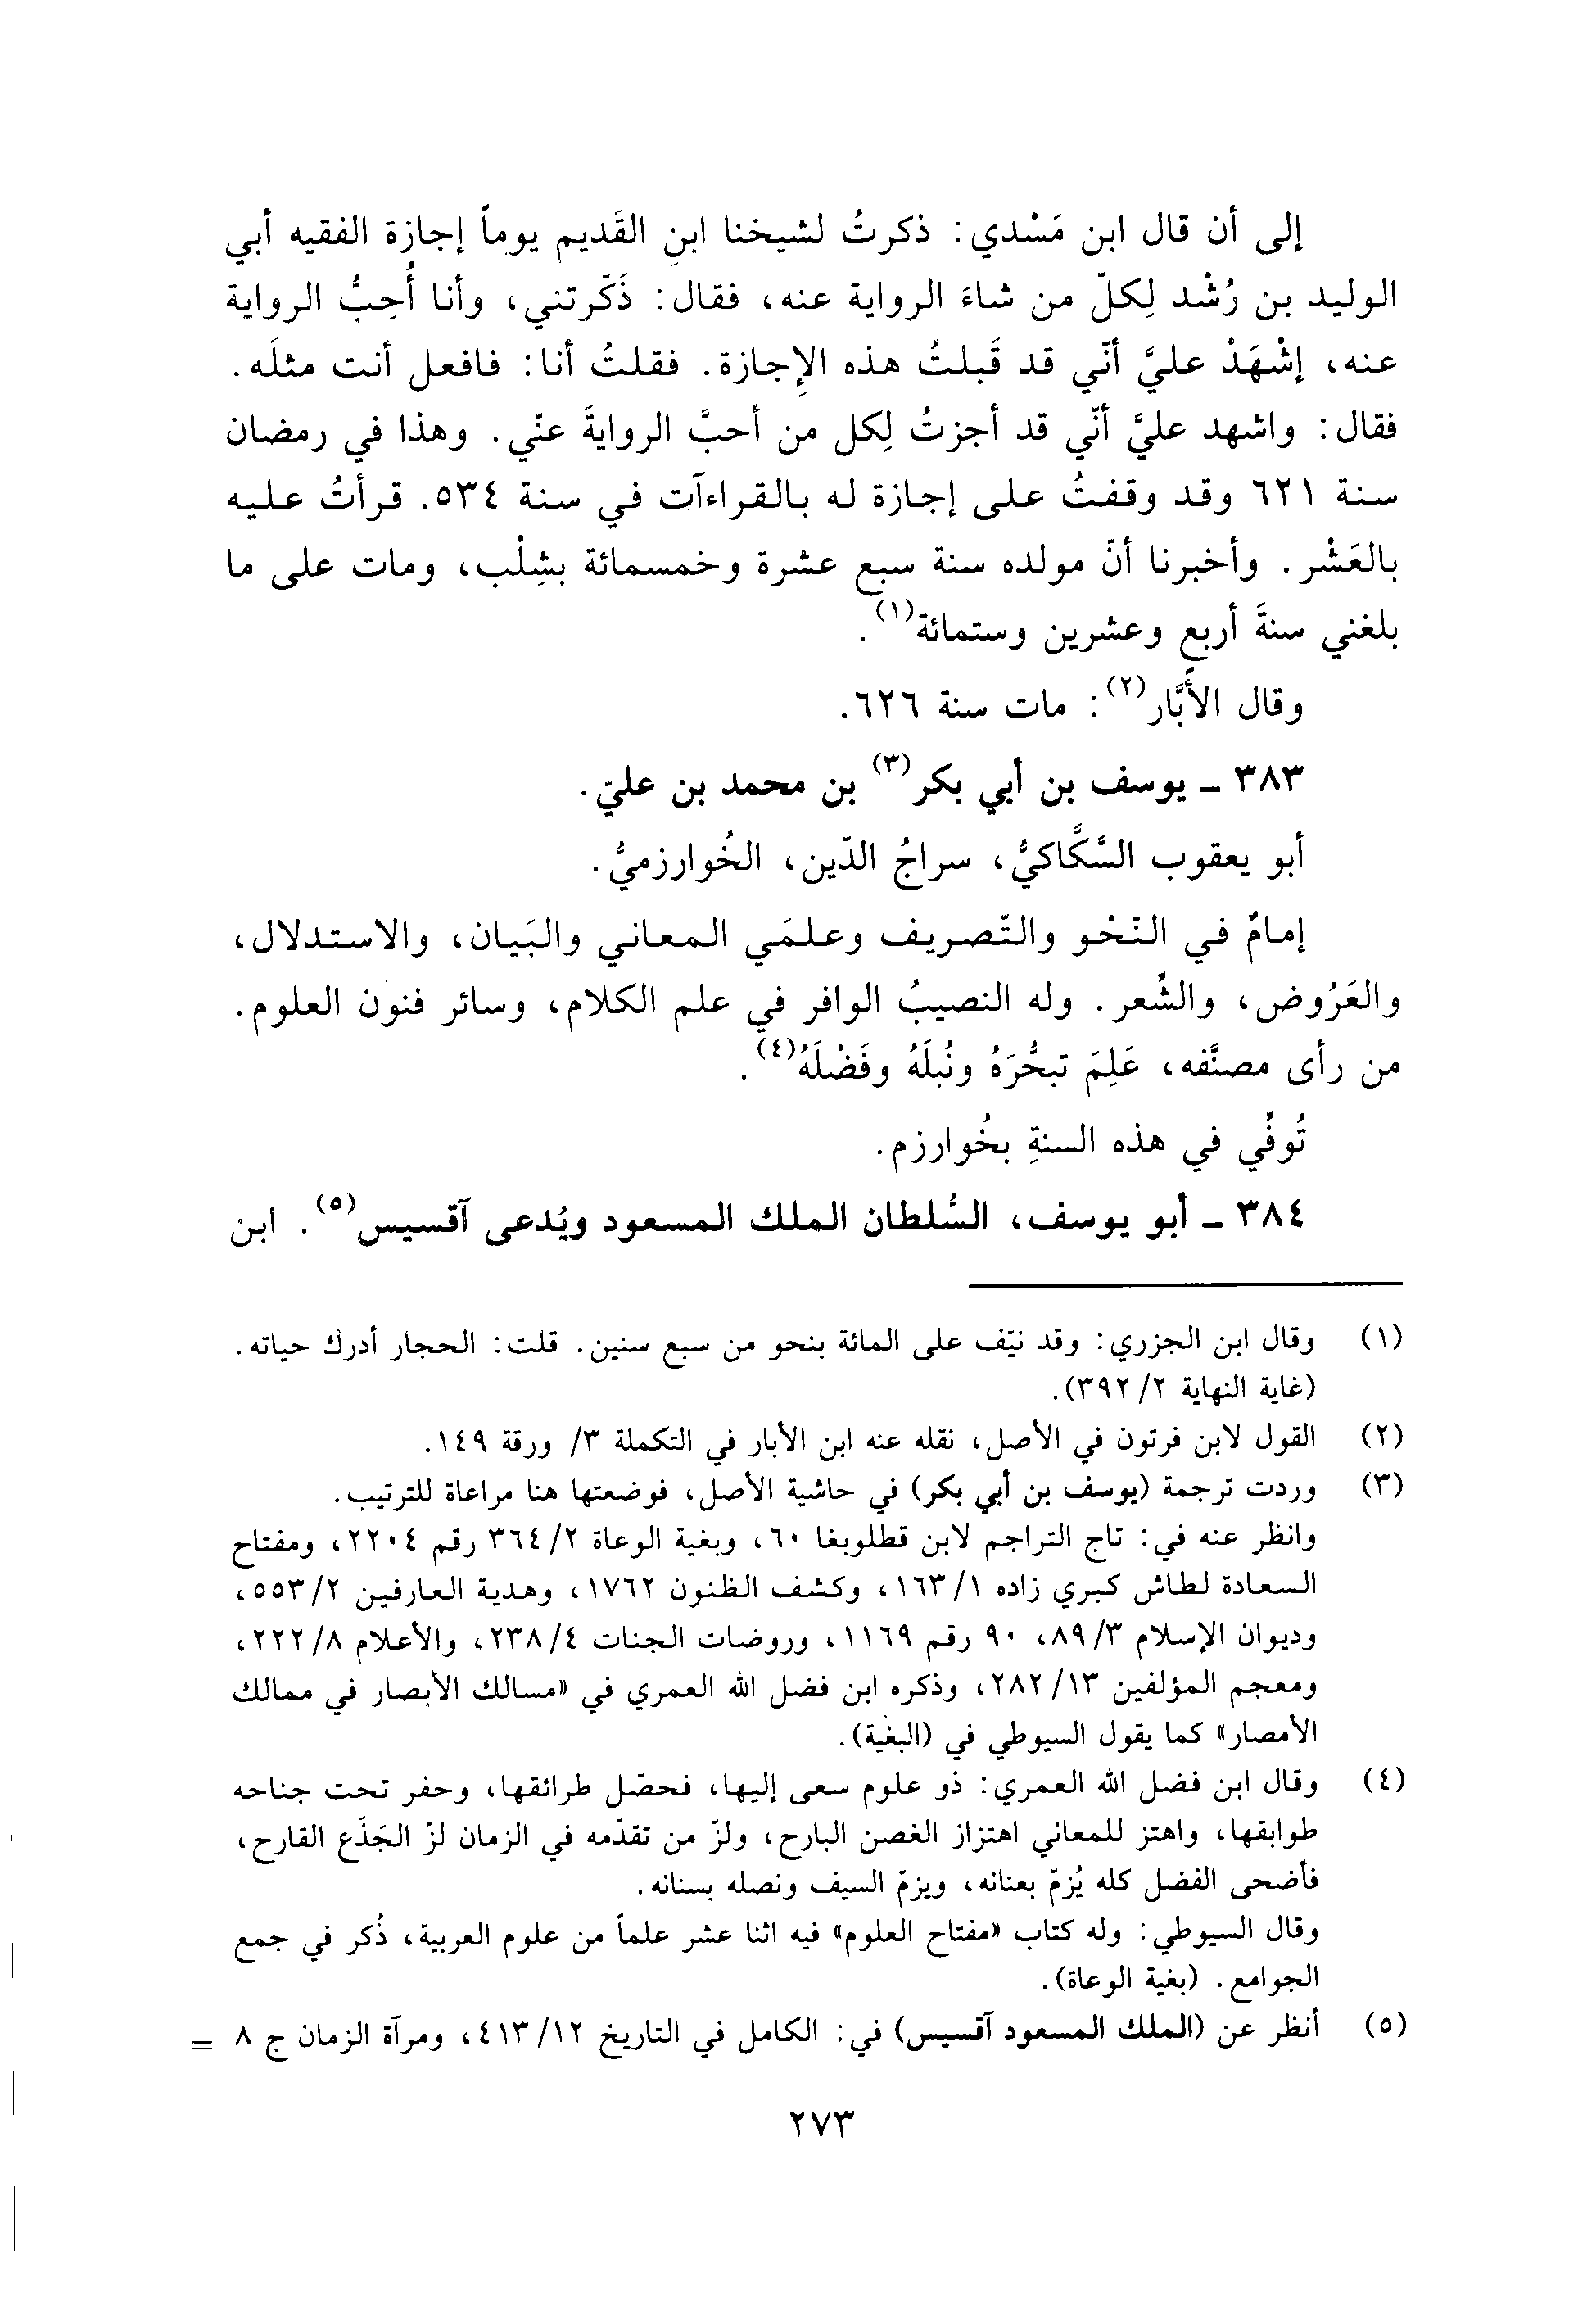 إلى أن قال ابن مَسْدي: ذكرتُ لشيخنا ابنِ القَديم يوماً إجازة الفقيه أبي
الوليد بن رُشْد لِكلّ من شاءَ الرواية عنه، فقال: ذَكّرتني، وأنا أُحِبُّ الرواية
عنه، إشْهَدْ عليَّ أنّي قد قَبلتُ هذه الإِجازة. فقلتُ أنا: فافعل أنت مثلَه.
فقال: واشهد عليَّ أنّي قد أجزتُ لِكل من أحبَّ الروايةَ عنّي. وهذا في رمضان
سنة ٦٢١ وقد وقفتُ على إجازة له بالقراءآت في سنة ٥٣٤. قرأتُ عليه
بالعَشْر. وأخبرنا أنّ مولده سنة سبع عشرة وخمسمائة بشِلْب، ومات على ما
بلغني سنةَ أربع وعشرين وستمائة(١).
وقال الأَبَّار(٢): مات سنة ٦٢٦.
٣٨٣ ـ يوسف بن أبي بكر(٣) بن محمد بن عليّ.
أبو يعقوب السَّكَّاكيُّ، سراجُ الدّين، الخُوارزميُّ.
إمامٌ في النّحْو والتّصريف وعلمَي المعاني والبَيان، والاستدلال،
والعَرُوض، والشِّعر. وله النصيبُ الوافر في علم الكلام، وسائر فنون العلوم.
من رأى مصنَّفه، عَلِمَ تبحُّرَهُ ونُبلَهُ وفَضْلَهُ(٤).
تُوفِّي في هذه السنةِ بخُوارزم.
٣٨٤ ـ أبو يوسف، السُّلطان الملك المسعود ويُدعى آقسيس(٥). ابن
(١) وقال ابن الجزري: وقد نيّف على المائة بنحو من سبع سنين. قلت: الحجار أدرك حياته.
(غاية النهاية ٢/ ٣٩٢).
(٢) القول لابن فرتون في الأصل، نقله عنه ابن الأبار في التكملة ٣/ ورقة ١٤٩.
(٣) وردت ترجمة (يوسف بن أبي بكر) في حاشية الأصل، فوضعتها هنا مراعاة للترتيب.
وانظر عنه في: تاج التراجم لابن قطلوبغا ٦٠، وبغية الوعاة ٣٦٤/٢ رقم ٢٢٠٤، ومفتاح
السعادة لطاش كبري زاده ١٦٣/١، وكشف الظنون ١٧٦٢، وهدية العارفين ٥٥٣/٢،
وديوان الإسلام ٨٩/٣، ٩٠ رقم ١١٦٩، وروضات الجنات ٢٣٨/٤، والأعلام ٢٢٢/٨،
ومعجم المؤلفين ٢٨٢/١٣، وذكره ابن فضل الله العمري في «مسالك الأبصار في ممالك
الأمصار» كما يقول السيوطي في (البغية).
(٤) وقال ابن فضل الله العمري: ذو علوم سعى إليها، فحصّل طرائقها، وحفر تحت جناحه
طوابقها، واهتز للمعاني اهتزاز الغصن البارح، ولزّ من تقدّمه في الزمان لزّ الجَذَع القارح،
فأضحى الفضل كله يُزمّ بعنانه، ويزمّ السيف ونصله بسنانه.
وقال السيوطي: وله كتاب «مفتاح العلوم» فيه اثنا عشر علماً من علوم العربية، ذُكر في جمع
الجوامع. (بغية الوعاة).
(٥) أنظر عن (الملك المسعود آقسيس) في: الكامل في التاريخ ٤١٣/١٢، ومرآة الزمان ج ٨ =
٢٧٣